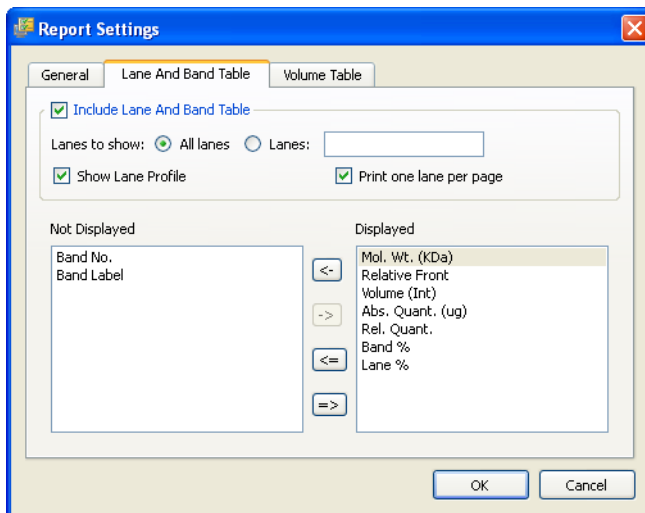 Report Settings
General
Lane And Band Table
Volume Table
Include Lane And Band Table
Lanes to show:
All lanes
Lanes:
Show Lane Profile
Print one lane per page
Not Displayed
Band No.
Band Label
<-
->
<=
=>
Displayed
Mol. Wt. (KDa)
Relative Front
Volume (Int)
Abs. Quant. (ug)
Rel. Quant.
Band %
Lane %
OK
Cancel